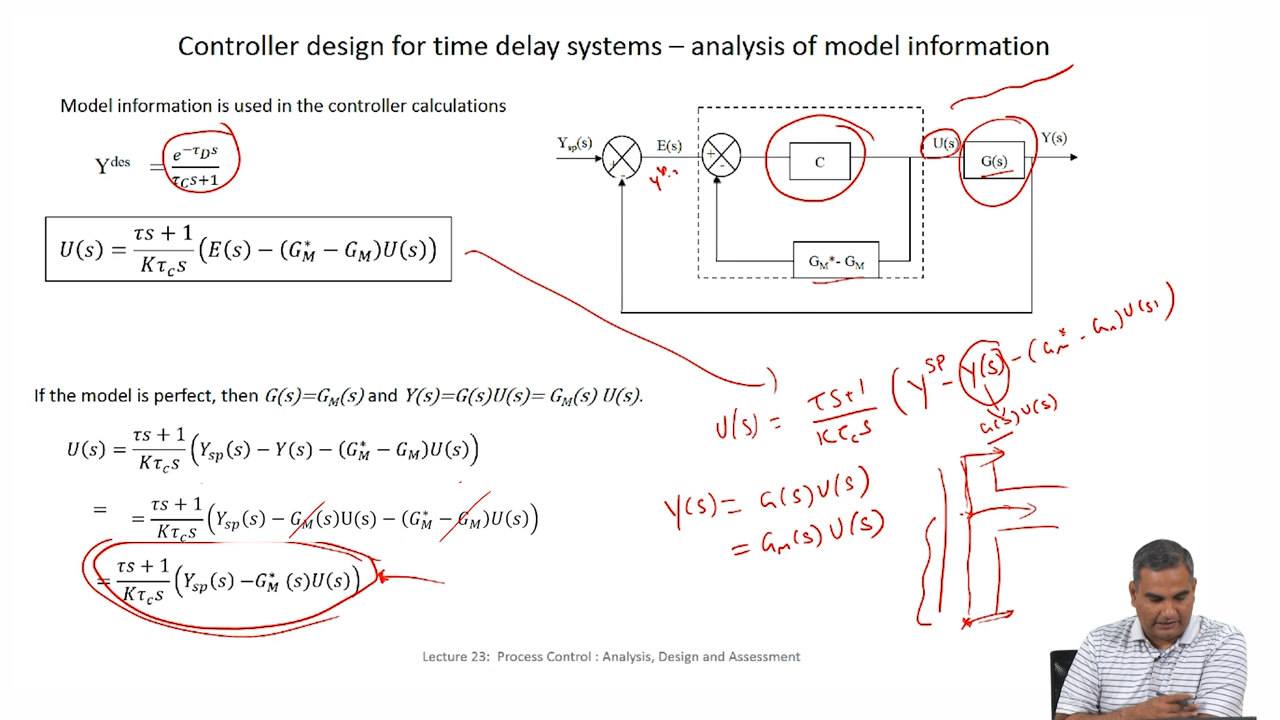 Controller design for time delay systems – analysis of model information
Model information is used in the controller calculations
Y^des = e^{−τ_D s} / (τ_C s+1)
U(s) = (τs + 1)/(Kτ_c s) (E(s) − (G_M^* − G_M)U(s))
Y_sp(s)
E(s)
C
U(s)
G(s)
Y(s)
G_M*- G_M
If the model is perfect, then G(s)=G_M(s) and Y(s)=G(s)U(s)= G_M(s) U(s).
U(s) = (τs + 1)/(Kτ_c s) (Y_sp(s) − Y(s) − (G_M^* − G_M)U(s))
= = (τs + 1)/(Kτ_c s) (Y_sp(s) − G_M(s)U(s) − (G_M^* − G_M)U(s))
= (τs + 1)/(Kτ_c s) (Y_sp(s) −G_M^* (s)U(s))
U(s) = (τs+1)/(Kτ_c s) (Y^SP − Y(s) − (G_M^* − G_M)U(s))
G(s)U(s)
Y(s) = G(s)U(s)
= G_M(s)U(s)
Lecture 23: Process Control : Analysis, Design and Assessment